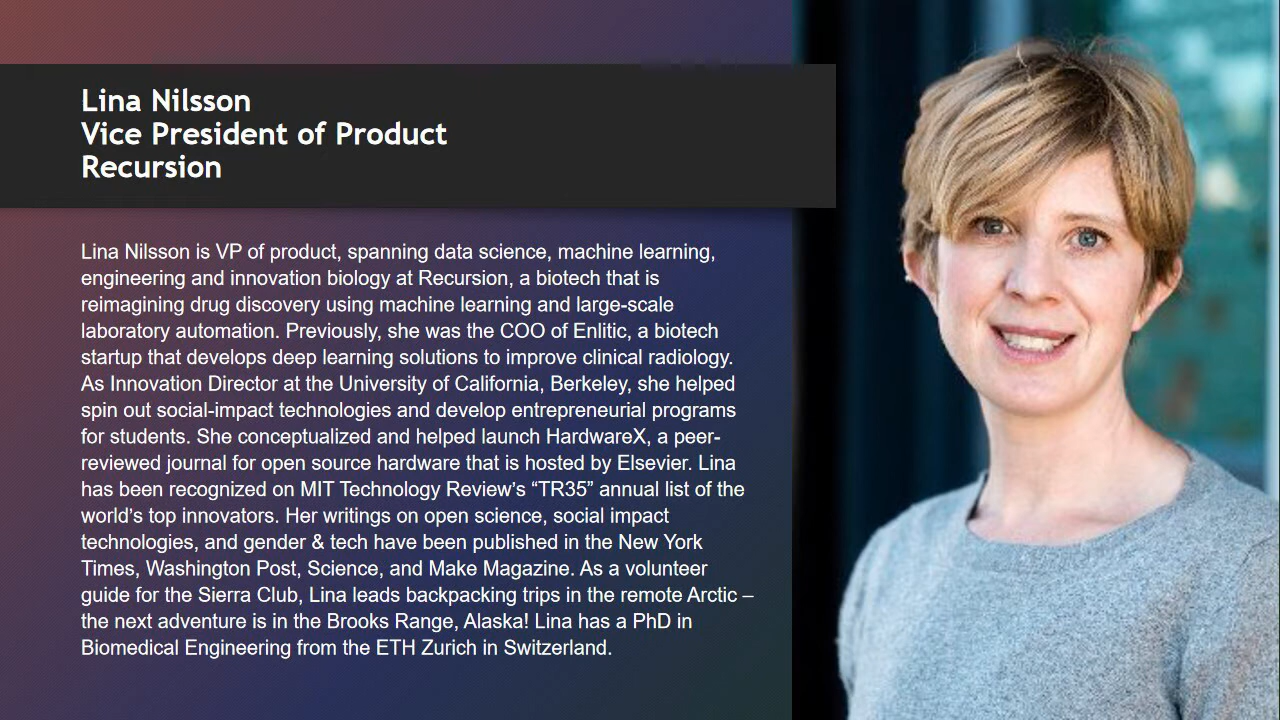 Lina Nilsson
Vice President of Product
Recursion
Lina Nilsson is VP of product, spanning data science, machine learning,
engineering and innovation biology at Recursion, a biotech that is
reimagining drug discovery using machine learning and large-scale
laboratory automation. Previously, she was the COO of Enlitic, a biotech
startup that develops deep learning solutions to improve clinical radiology.
As Innovation Director at the University of California, Berkeley, she helped
spin out social-impact technologies and develop entrepreneurial programs
for students. She conceptualized and helped launch HardwareX, a peer-
reviewed journal for open source hardware that is hosted by Elsevier. Lina
has been recognized on MIT Technology Review’s “TR35” annual list of the
world’s top innovators. Her writings on open science, social impact
technologies, and gender & tech have been published in the New York
Times, Washington Post, Science, and Make Magazine. As a volunteer
guide for the Sierra Club, Lina leads backpacking trips in the remote Arctic –
the next adventure is in the Brooks Range, Alaska! Lina has a PhD in
Biomedical Engineering from the ETH Zurich in Switzerland.